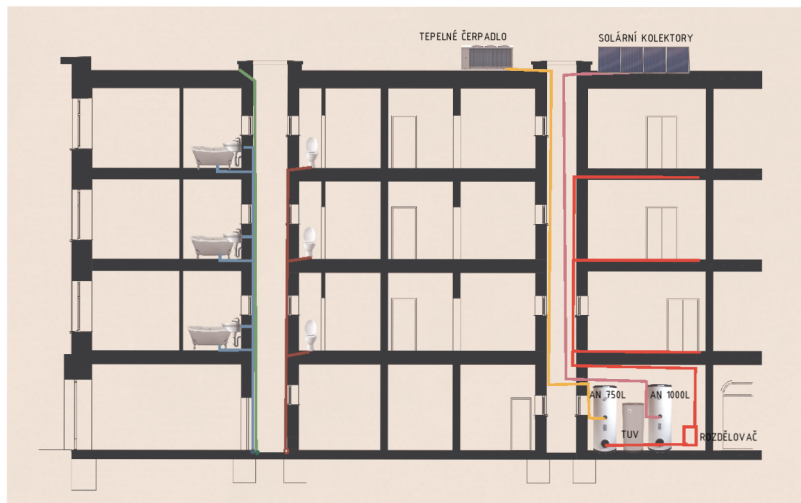 TEPELNÉ ČERPADLO
SOLÁRNÍ KOLEKTORY
AN 750L
AN 1000L
TUV
ROZDĚLOVAČ